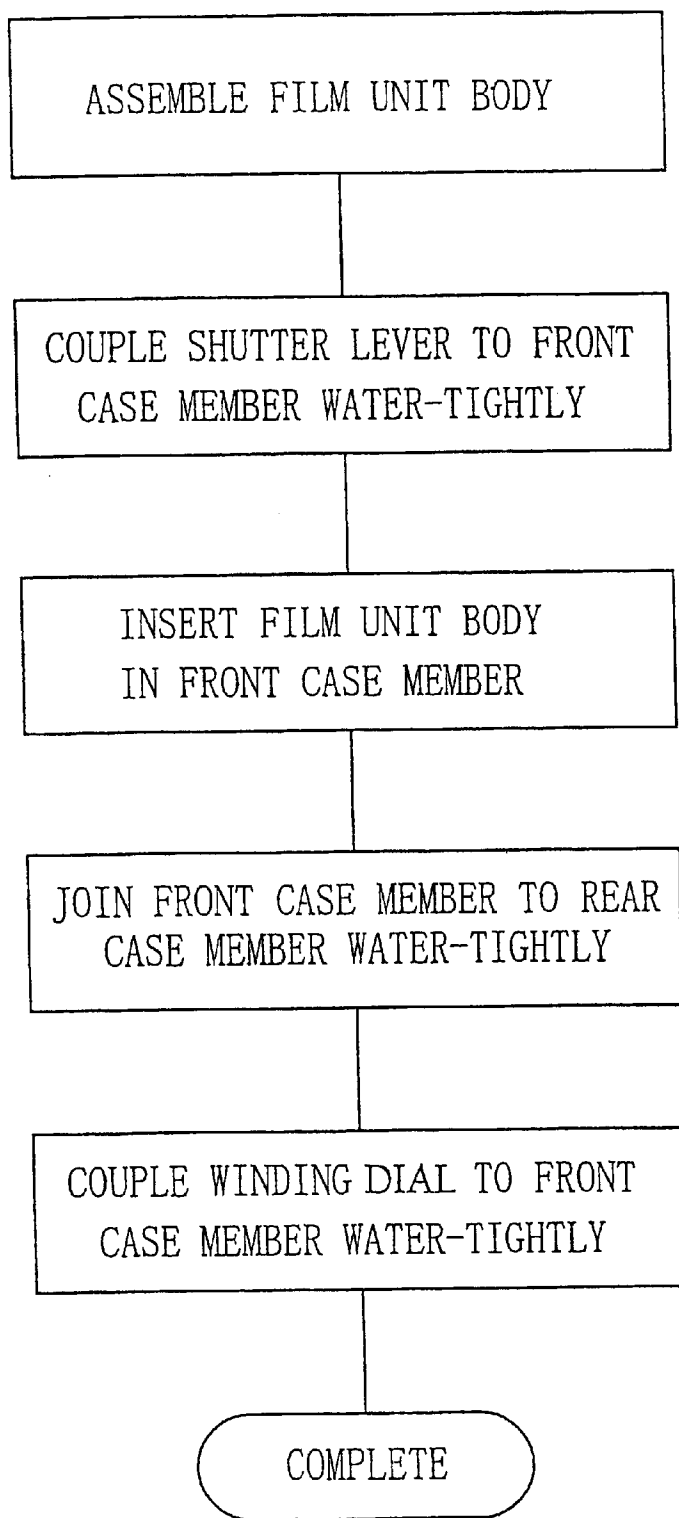 ASSEMBLE FILM UNIT BODY
COUPLE SHUTTER LEVER TO FRONT
CASE MEMBER WATER-TIGHTLY
INSERT FILM UNIT BODY
IN FRONT CASE MEMBER
JOIN FRONT CASE MEMBER TO REAR
CASE MEMBER WATER-TIGHTLY
COUPLE WINDING DIAL TO FRONT
CASE MEMBER WATER-TIGHTLY
COMPLETE